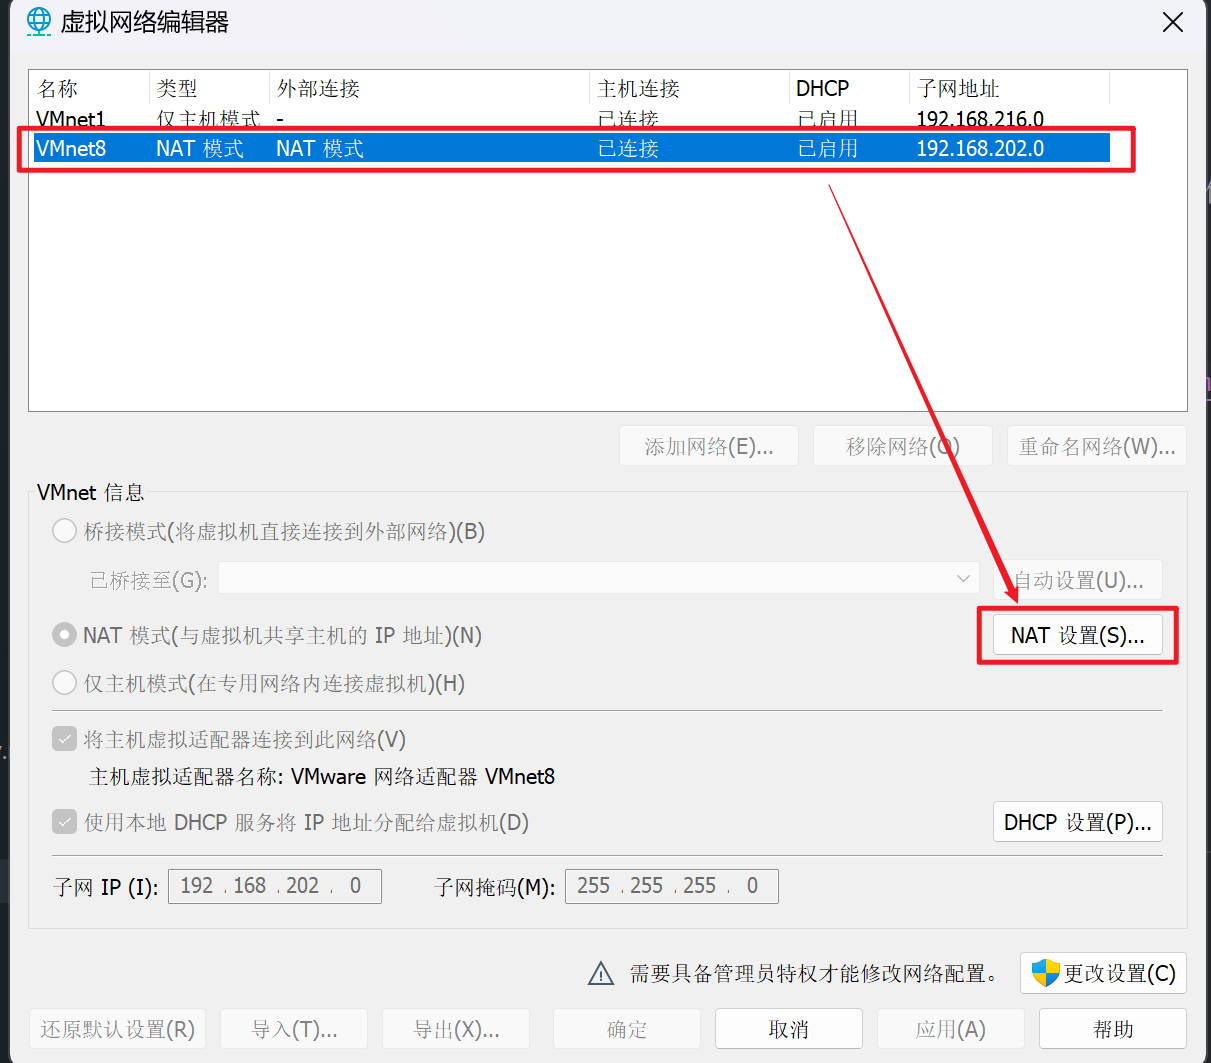 虚拟网络编辑器
名称 类型 外部连接 主机连接 DHCP 子网地址
VMnet1 仅主机模式 - 已连接 已启用 192.168.216.0
VMnet8 NAT 模式 NAT 模式 已连接 已启用 192.168.202.0
添加网络(E)... 移除网络(O) 重命名网络(W)...
VMnet 信息
桥接模式(将虚拟机直接连接到外部网络)(B)
已桥接至(G): 自动设置(U)...
NAT 模式(与虚拟机共享主机的 IP 地址)(N) NAT 设置(S)...
仅主机模式(在专用网络内连接虚拟机)(H)
将主机虚拟适配器连接到此网络(V)
主机虚拟适配器名称: VMware 网络适配器 VMnet8
使用本地 DHCP 服务将 IP 地址分配给虚拟机(D) DHCP 设置(P)...
子网 IP (I): 192 . 168 . 202 . 0 子网掩码(M): 255 . 255 . 255 . 0
需要具备管理员特权才能修改网络配置。 更改设置(C)
还原默认设置(R) 导入(T)... 导出(X)... 确定 取消 应用(A) 帮助